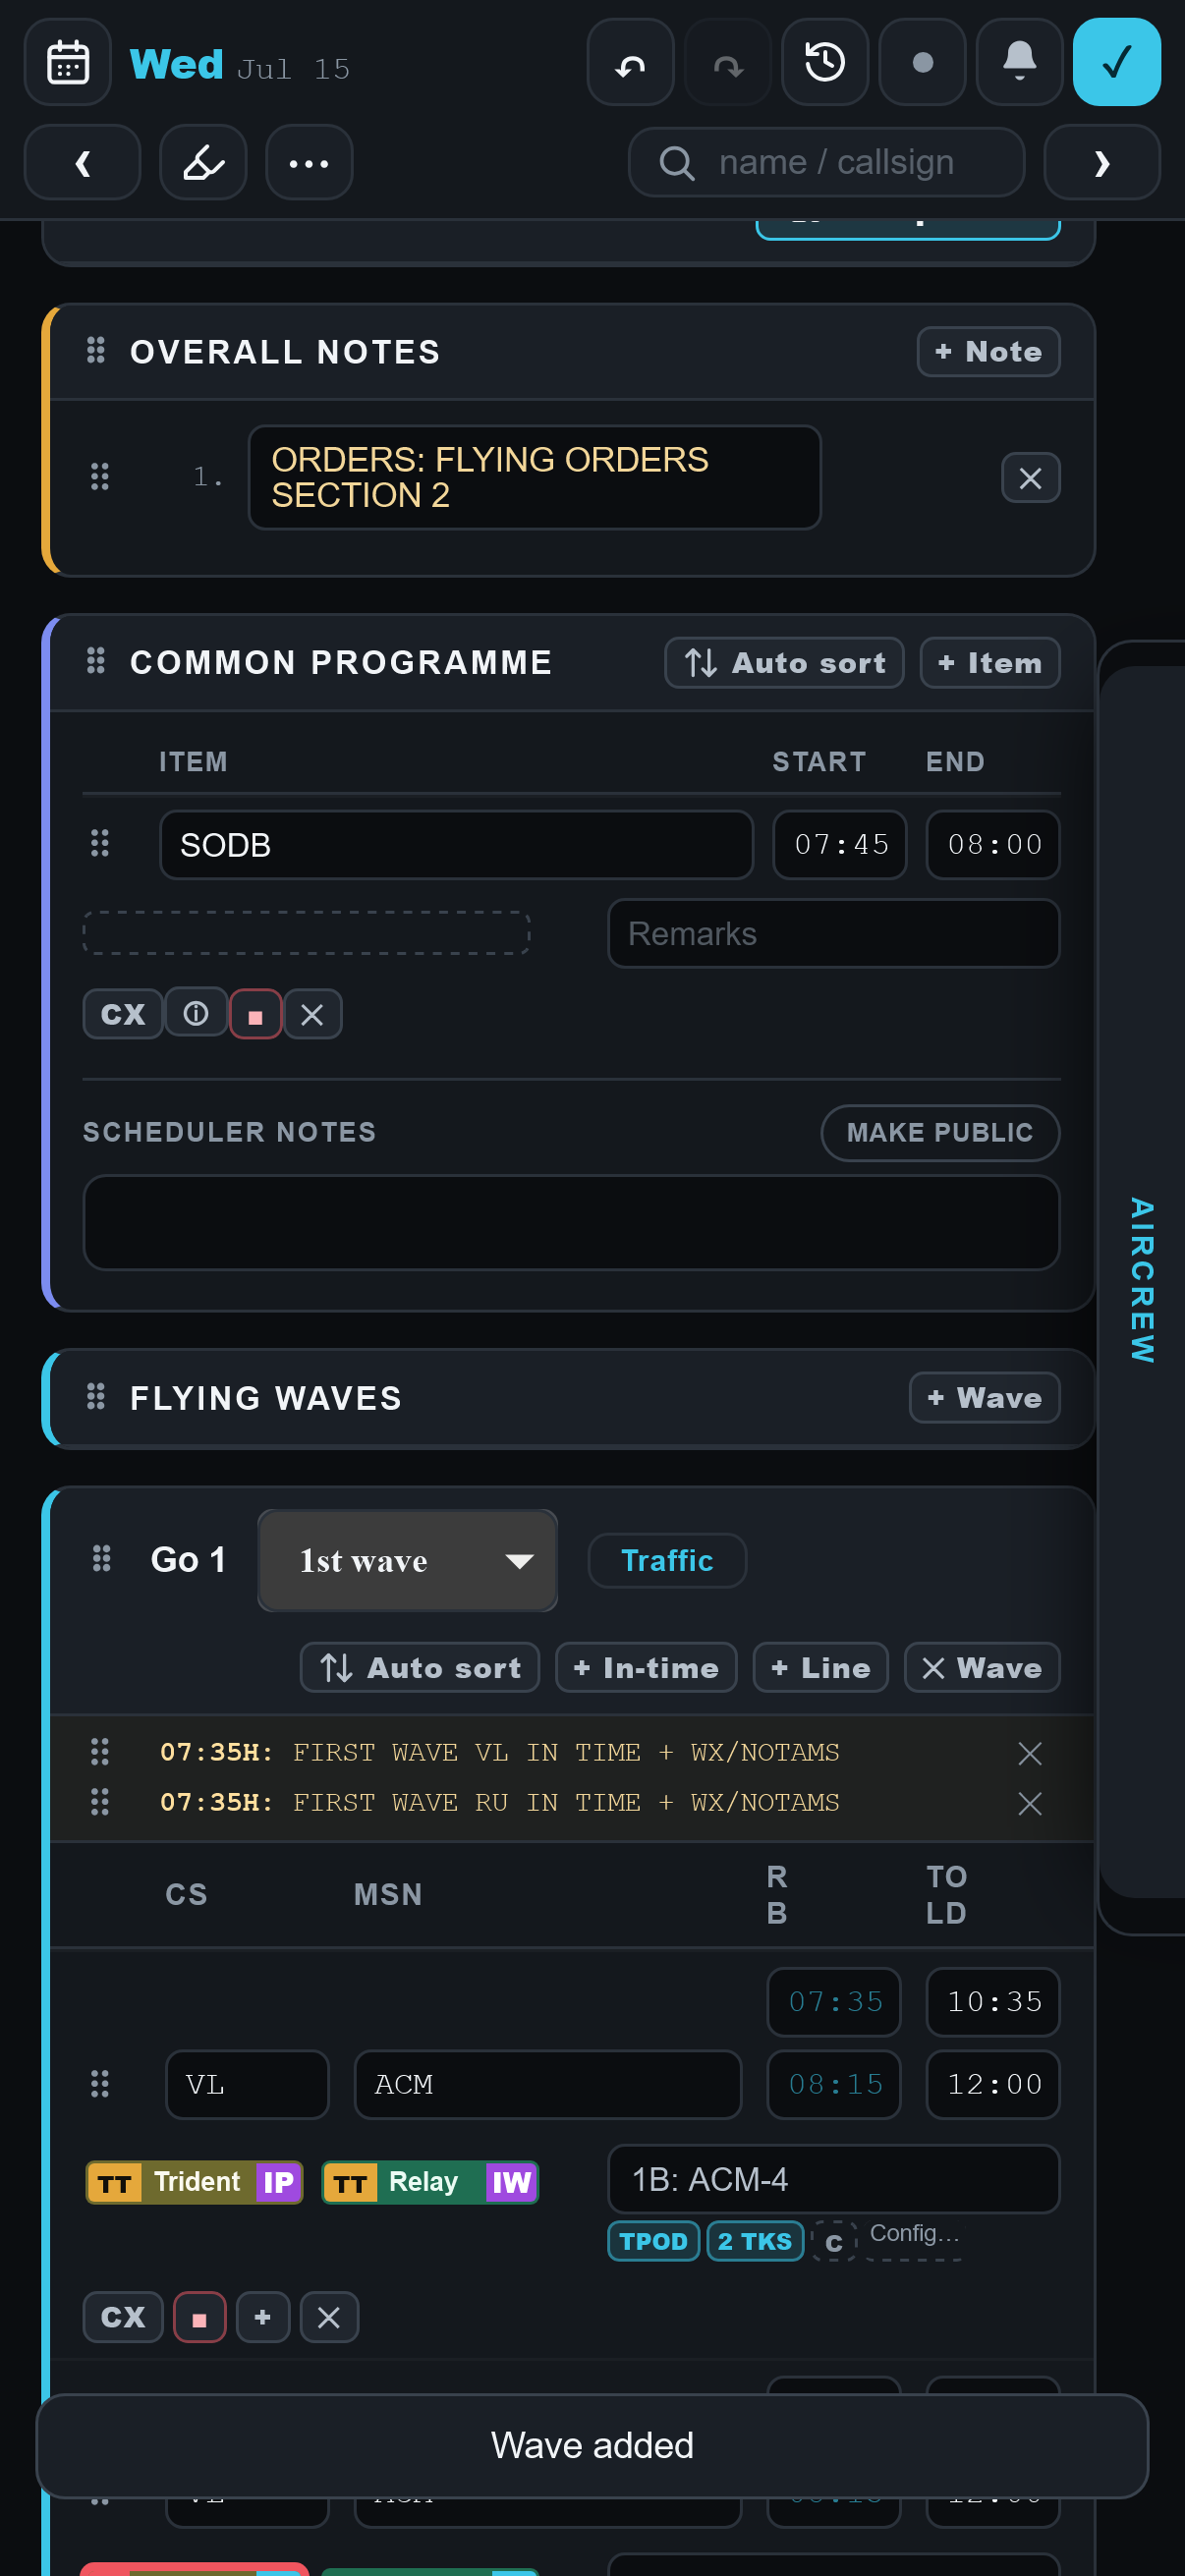 Wed Jul 15
name / callsign
OVERALL NOTES
+ Note
1.
ORDERS: FLYING ORDERS
SECTION 2
COMMON PROGRAMME
Auto sort
+ Item
ITEM START END
SODB 07:45 08:00
Remarks
CX
SCHEDULER NOTES
MAKE PUBLIC
AIRCREW
FLYING WAVES
+ Wave
Go 1
1st wave
Traffic
Auto sort
+ In-time
+ Line
× Wave
07:35H: FIRST WAVE VL IN TIME + WX/NOTAMS
07:35H: FIRST WAVE RU IN TIME + WX/NOTAMS
CS MSN
R
B
TO
LD
07:35 10:35
VL ACM 08:15 12:00
TT Trident IP
TT Relay IW
1B: ACM-4
TPOD 2 TKS C Config...
CX
Wave added